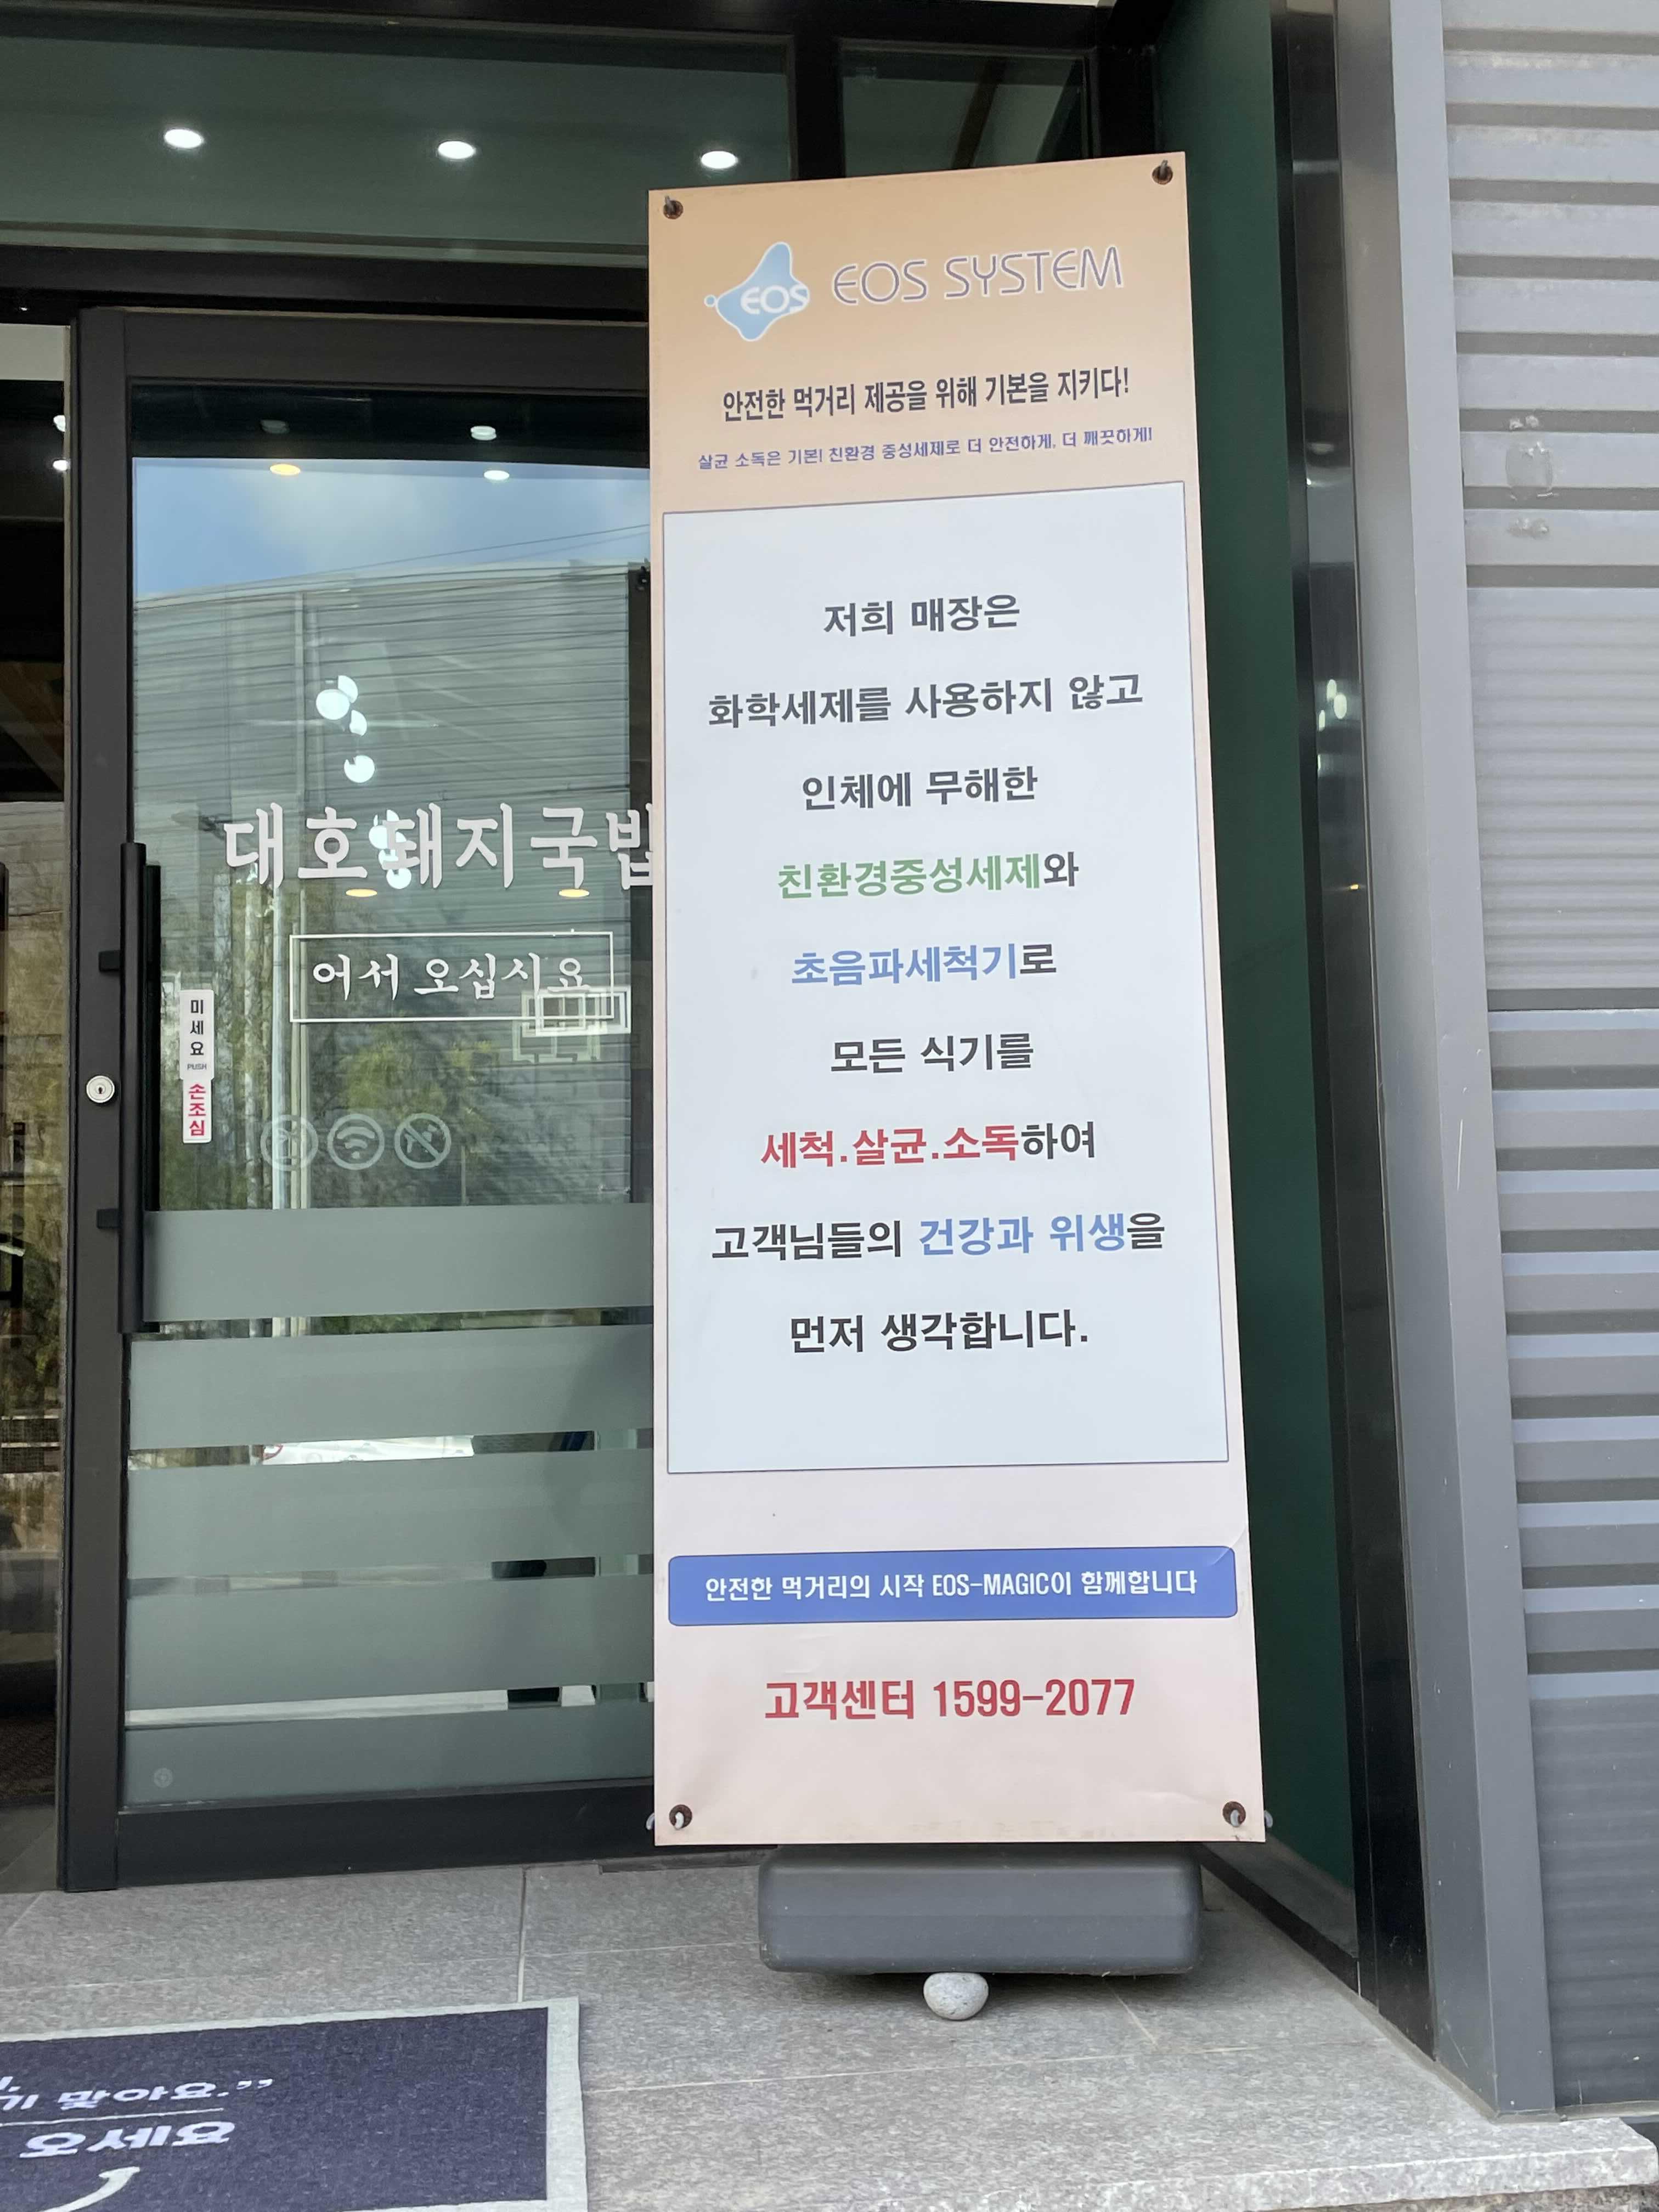 EOS
EOS SYSTEM
안전한 먹거리 제공을 위해 기본을 지키다!
살균 소독은 기본! 친환경 중성세제로 더 안전하게, 더 깨끗하게!
저희 매장은
화학세제를 사용하지 않고
인체에 무해한
친환경중성세제와
초음파세척기로
모든 식기를
세척.살균.소독하여
고객님들의 건강과 위생을
먼저 생각합니다.
안전한 먹거리의 시작 EOS-MAGIC이 함께합니다
고객센터 1599-2077
대호돼지국밥
어서 오십시요
미세요
PUSH
손조심
맞아요.”
오세요